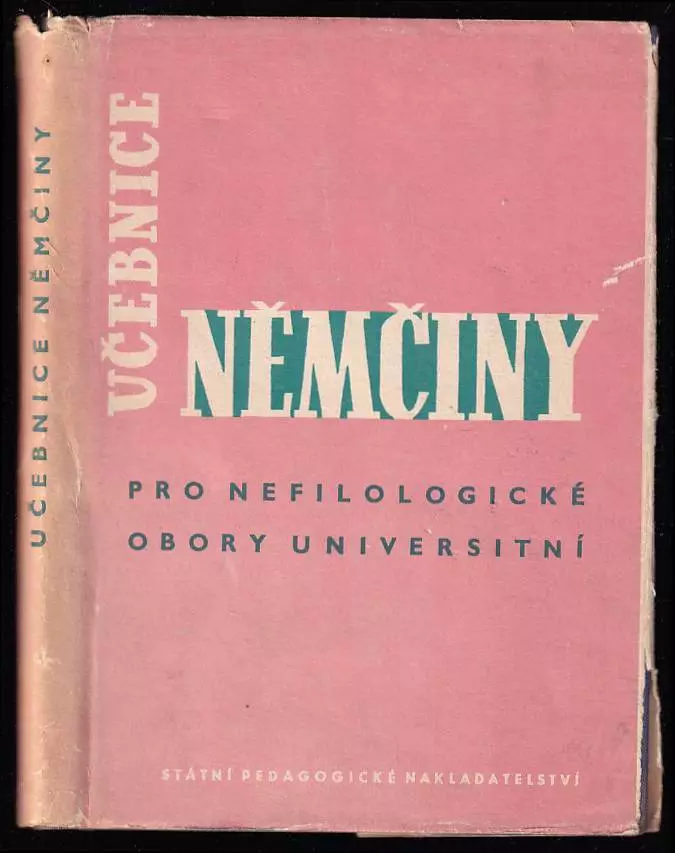 UČEBNICE NĚMČINY
UČEBNICE
NĚMČINY
PRO NEFILOLOGICKÉ
OBORY UNIVERSITNÍ
STÁTNÍ PEDAGOGICKÉ NAKLADATELSTVÍ